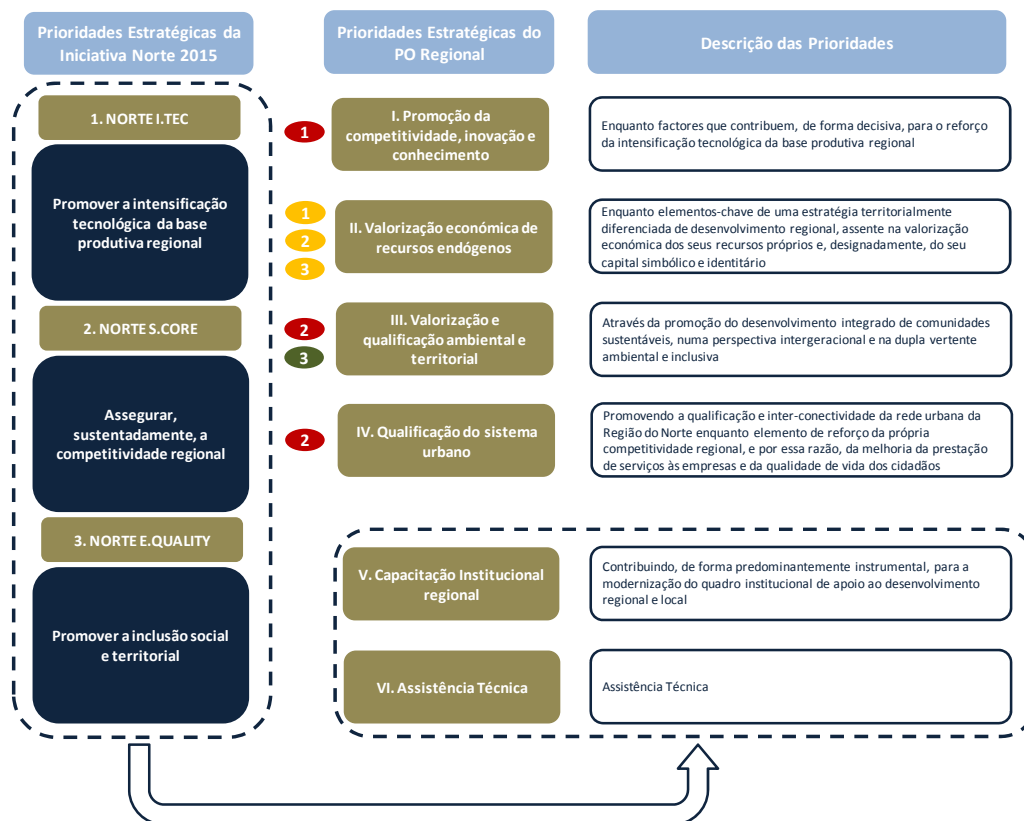 Prioridades Estratégicas da
Iniciativa Norte 2015
Prioridades Estratégicas do
PO Regional
Descrição das Prioridades
1. NORTE I.TEC
Promover a intensificação
tecnológica da base
produtiva regional
2. NORTE S.CORE
Assegurar,
sustentadamente, a
competitividade regional
3. NORTE E.QUALITY
Promover a inclusão social
e territorial
1
I. Promoção da
competitividade, inovação e
conhecimento
Enquanto factores que contribuem, de forma decisiva, para o reforço
da intensificação tecnológica da base produtiva regional
1
2
3
II. Valorização económica de
recursos endógenos
Enquanto elementos-chave de uma estratégia territorialmente
diferenciada de desenvolvimento regional, assente na valorização
económica dos seus recursos próprios e, designadamente, do seu
capital simbólico e identitário
2
3
III. Valorização e
qualificação ambiental e
territorial
Através da promoção do desenvolvimento integrado de comunidades
sustentáveis, numa perspectiva intergeracional e na dupla vertente
ambiental e inclusiva
2
IV. Qualificação do sistema
urbano
Promovendo a qualificação e inter-conectividade da rede urbana da
Região do Norte enquanto elemento de reforço da própria
competitividade regional, e por essa razão, da melhoria da prestação
de serviços às empresas e da qualidade de vida dos cidadãos
V. Capacitação Institucional
regional
Contribuindo, de forma predominantemente instrumental, para a
modernização do quadro institucional de apoio ao desenvolvimento
regional e local
VI. Assistência Técnica
Assistência Técnica